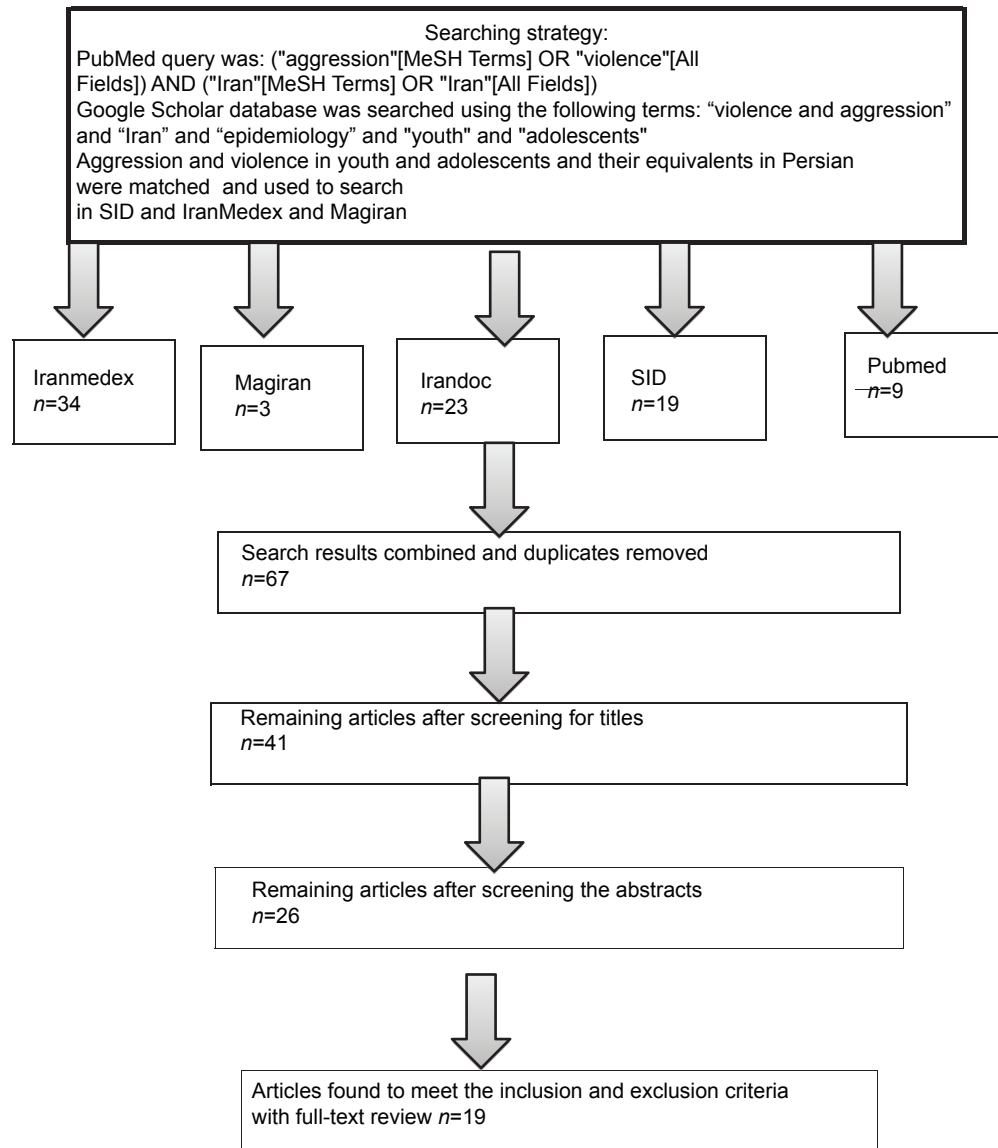 Searching strategy:
PubMed query was: ("aggression"[MeSH Terms] OR "violence"[All
Fields]) AND ("Iran"[MeSH Terms] OR "Iran"[All Fields])
Google Scholar database was searched using the following terms: “violence and aggression”
and “Iran” and “epidemiology” and "youth" and "adolescents"
Aggression and violence in youth and adolescents and their equivalents in Persian
were matched and used to search
in SID and IranMedex and Magiran
Iranmedex
n=34
Magiran
n=3
Irandoc
n=23
SID
n=19
Pubmed
n=9
Search results combined and duplicates removed
n=67
Remaining articles after screening for titles
n=41
Remaining articles after screening the abstracts
n=26
Articles found to meet the inclusion and exclusion criteria
with full-text review n=19